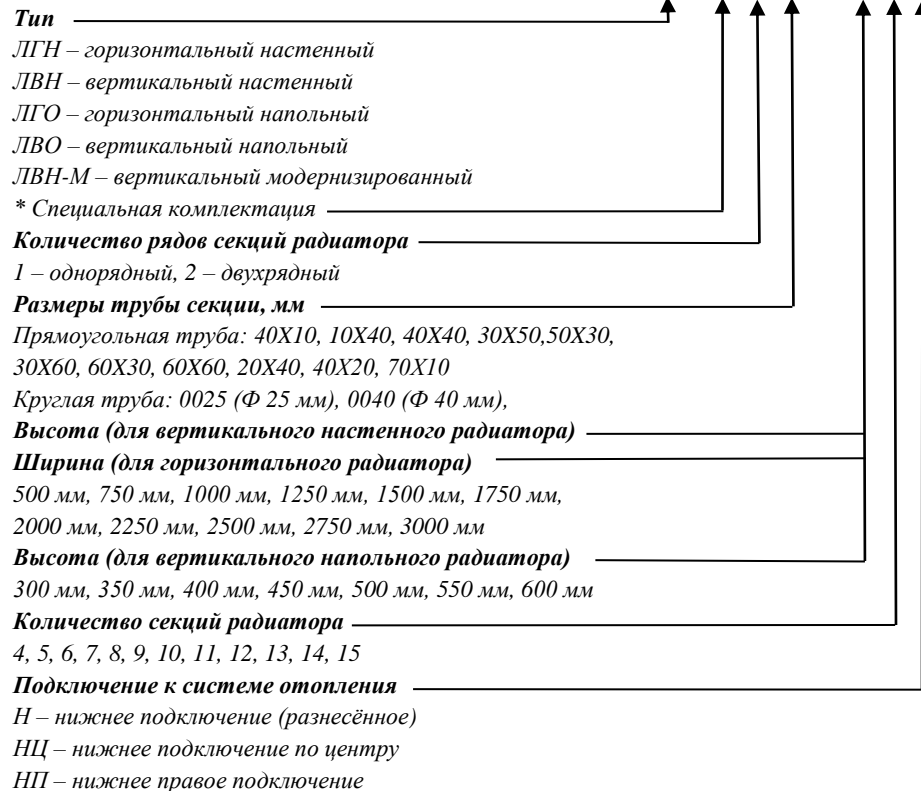 Тип
ЛГН – горизонтальный настенный
ЛВН – вертикальный настенный
ЛГО – горизонтальный напольный
ЛВО – вертикальный напольный
ЛВН-М – вертикальный модернизированный
* Специальная комплектация
Количество рядов секций радиатора
1 – однорядный, 2 – двухрядный
Размеры трубы секции, мм
Прямоугольная труба: 40Х10, 10Х40, 40Х40, 30Х50,50Х30,
30Х60, 60Х30, 60Х60, 20Х40, 40Х20, 70Х10
Круглая труба: 0025 (Ф 25 мм), 0040 (Ф 40 мм),
Высота (для вертикального настенного радиатора)
Ширина (для горизонтального радиатора)
500 мм, 750 мм, 1000 мм, 1250 мм, 1500 мм, 1750 мм,
2000 мм, 2250 мм, 2500 мм, 2750 мм, 3000 мм
Высота (для вертикального напольного радиатора)
300 мм, 350 мм, 400 мм, 450 мм, 500 мм, 550 мм, 600 мм
Количество секций радиатора
4, 5, 6, 7, 8, 9, 10, 11, 12, 13, 14, 15
Подключение к системе отопления
Н – нижнее подключение (разнесённое)
НЦ – нижнее подключение по центру
НП – нижнее правое подключение